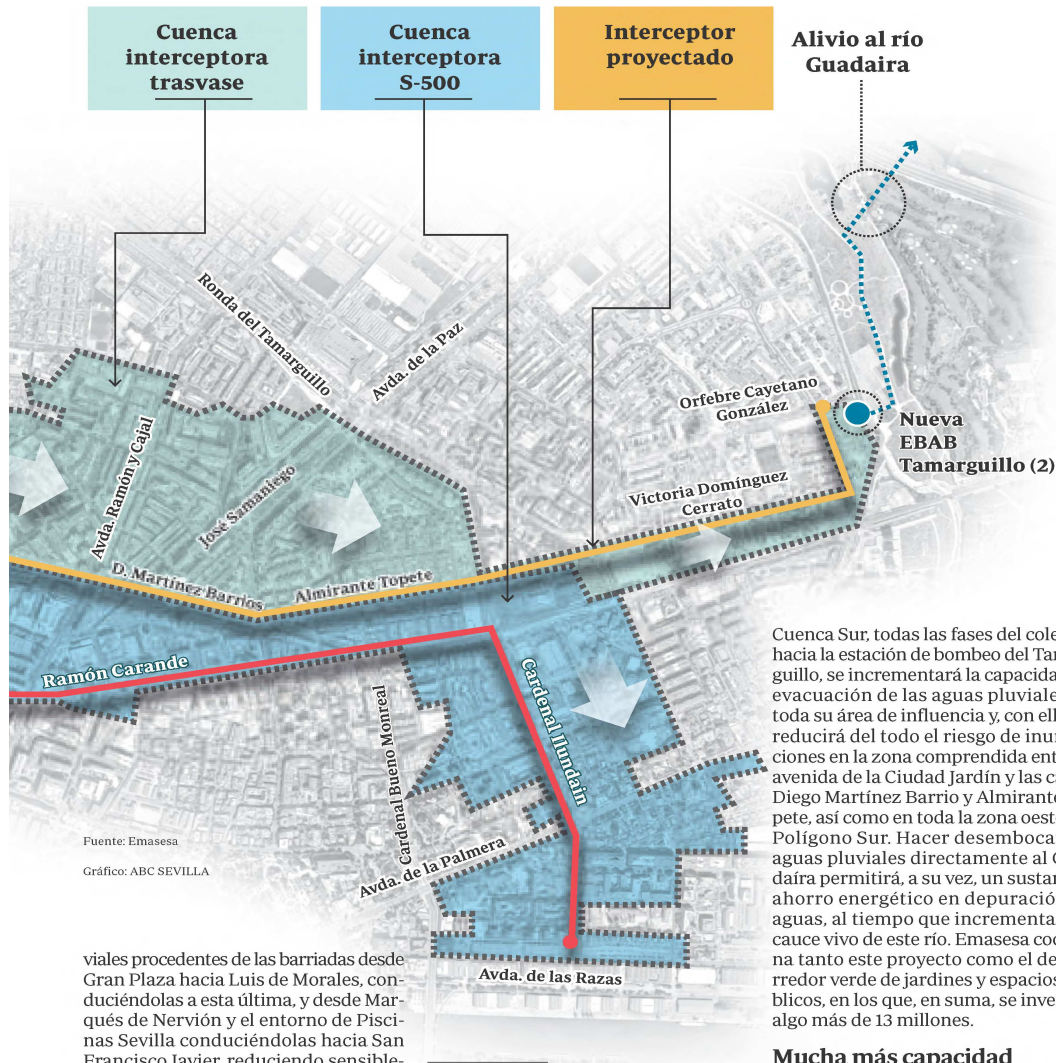 Cuenca
interceptora
trasvase
Cuenca
interceptora
S-500
Interceptor
proyectado
Alivio al río
Guadaira
Ronda del Tamarguillo
Avda. de la Paz
Orfebre Cayetano
González
Nueva
EBAB
Tamarguillo (2)
Avda. Ramón y Cajal
José Samaniego
Victoria Domínguez
Cerrato
D. Martínez Barrios
Almirante Topete
Ramón Carande
Cardenal Ilundain
Cardenal Bueno Monreal
Avda. de la Palmera
Avda. de las Razas
Fuente: Emasesa
Gráfico: ABC SEVILLA
viales procedentes de las barriadas desde
Gran Plaza hacia Luis de Morales, con-
duciéndolas a esta última, y desde Mar-
qués de Nervión y el entorno de Pisci-
nas Sevilla conduciéndolas hacia San
Francisco Javier, reduciendo sensible-
Cuenca Sur, todas las fases del cole
hacia la estación de bombeo del Tar
guillo, se incrementará la capacida
evacuación de las aguas pluviale
toda su área de influencia y, con ell
reducirá del todo el riesgo de inun
ciones en la zona comprendida ent
avenida de la Ciudad Jardín y las ca
Diego Martínez Barrio y Almirante
pete, así como en toda la zona oest
Polígono Sur. Hacer desemboca
aguas pluviales directamente al G
daíra permitirá, a su vez, un sustan
ahorro energético en depuració
aguas, al tiempo que incrementa
cauce vivo de este río. Emasesa coo
na tanto este proyecto como el de
rredor verde de jardines y espacios
blicos, en los que, en suma, se inve
algo más de 13 millones.
Mucha más capacidad